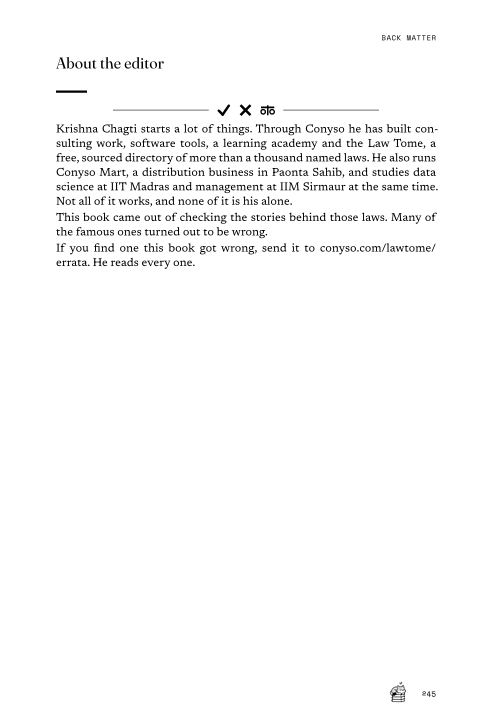 BACK MATTER
About the editor
Krishna Chagti starts a lot of things. Through Conyso he has built con-
sulting work, software tools, a learning academy and the Law Tome, a
free, sourced directory of more than a thousand named laws. He also runs
Conyso Mart, a distribution business in Paonta Sahib, and studies data
science at IIT Madras and management at IIM Sirmaur at the same time.
Not all of it works, and none of it is his alone.
This book came out of checking the stories behind those laws. Many of
the famous ones turned out to be wrong.
If you find one this book got wrong, send it to conyso.com/lawtome/
errata. He reads every one.
245